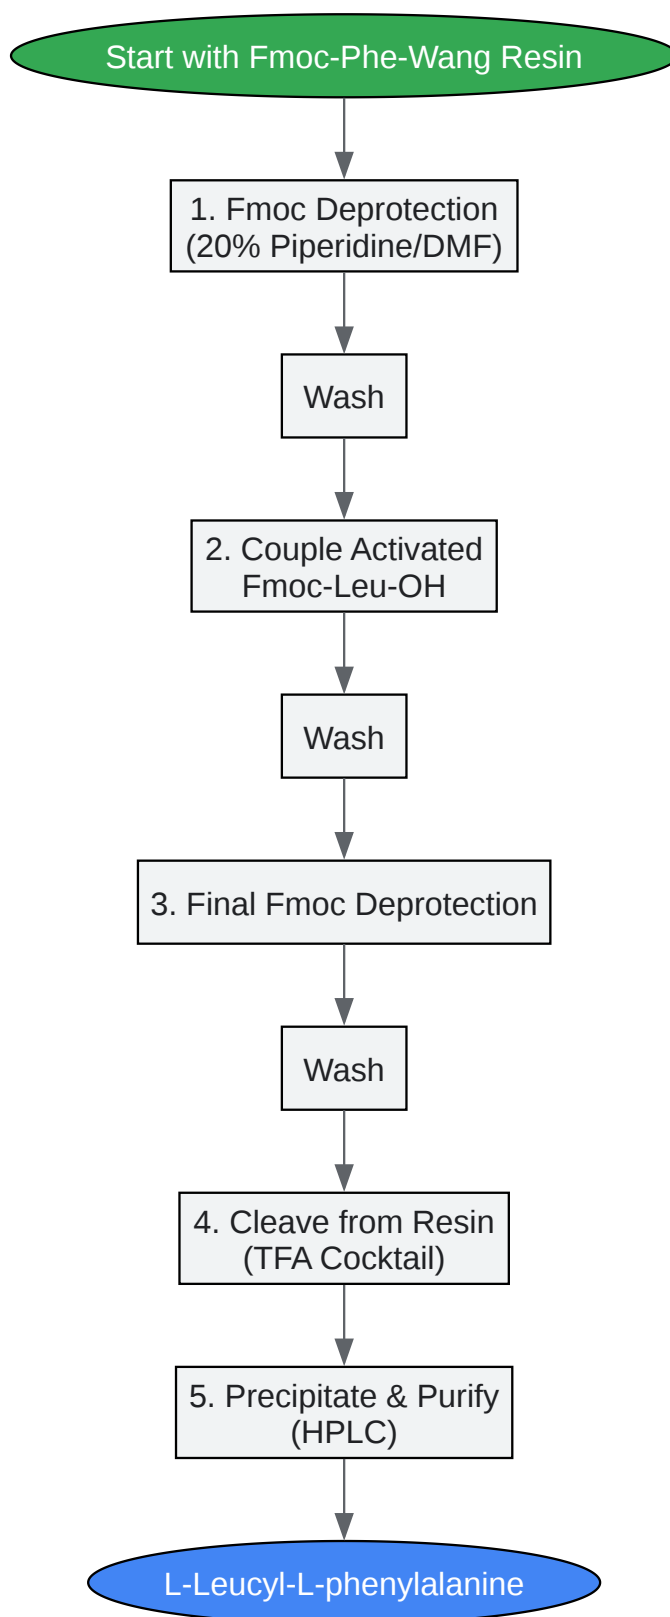 Start with Fmoc-Phe-Wang Resin
1. Fmoc Deprotection
(20% Piperidine/DMF)
Wash
2. Couple Activated
Fmoc-Leu-OH
Wash
3. Final Fmoc Deprotection
Wash
4. Cleave from Resin
(TFA Cocktail)
5. Precipitate & Purify
(HPLC)
L-Leucyl-L-phenylalanine